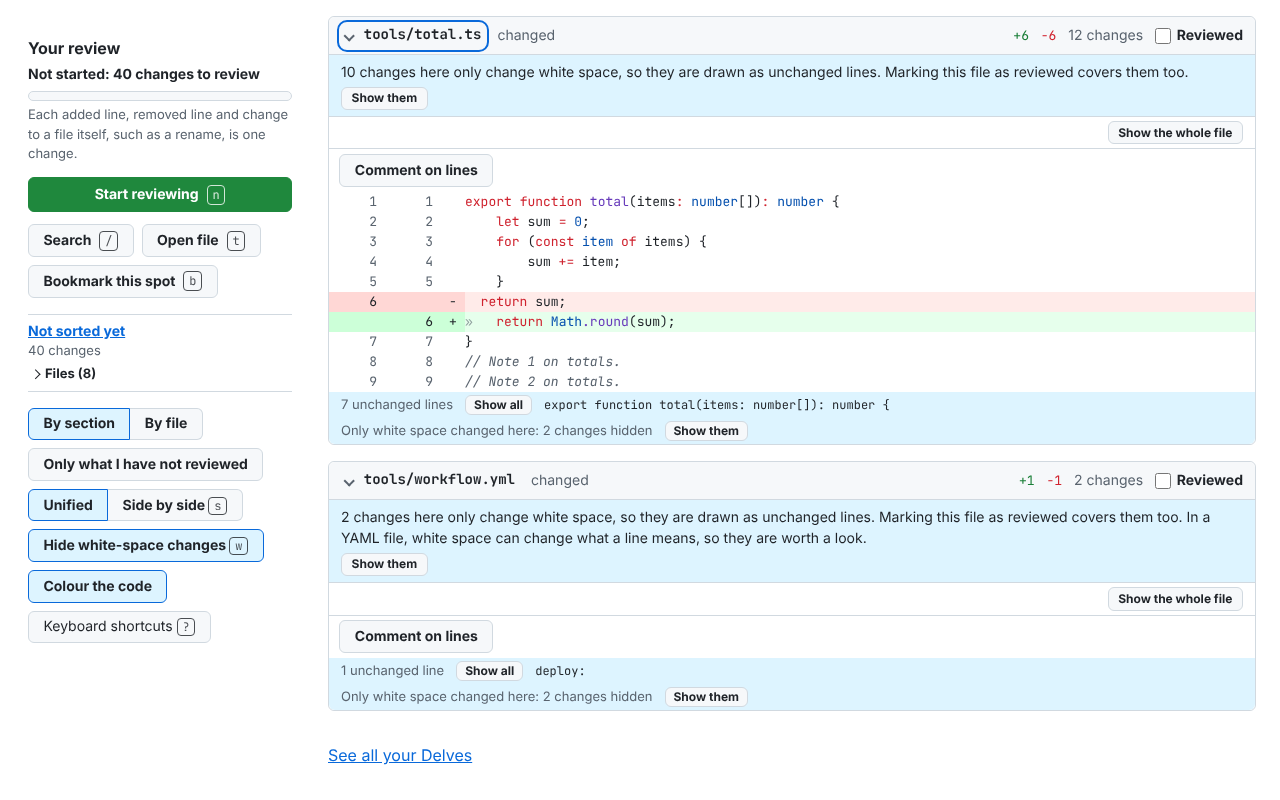 Your review
Not started: 40 changes to review
Each added line, removed line and change
to a file itself, such as a rename, is one
change.
Start reviewing n
Search / Open file t
Bookmark this spot b
Not sorted yet
40 changes
Files (8)
By section By file
Only what I have not reviewed
Unified Side by side s
Hide white-space changes w
Colour the code
Keyboard shortcuts ?
tools/total.ts changed +6 -6 12 changes Reviewed
10 changes here only change white space, so they are drawn as unchanged lines. Marking this file as reviewed covers them too.
Show them
Show the whole file
Comment on lines
1 1 export function total(items: number[]): number {
2 2 let sum = 0;
3 3 for (const item of items) {
4 4 sum += item;
5 5 }
6 - return sum;
6 + » return Math.round(sum);
7 7 }
8 8 // Note 1 on totals.
9 9 // Note 2 on totals.
7 unchanged lines Show all export function total(items: number[]): number {
Only white space changed here: 2 changes hidden Show them
tools/workflow.yml changed +1 -1 2 changes Reviewed
2 changes here only change white space, so they are drawn as unchanged lines. Marking this file as reviewed covers them too. In a
YAML file, white space can change what a line means, so they are worth a look.
Show them
Show the whole file
Comment on lines
1 unchanged line Show all deploy:
Only white space changed here: 2 changes hidden Show them
See all your Delves